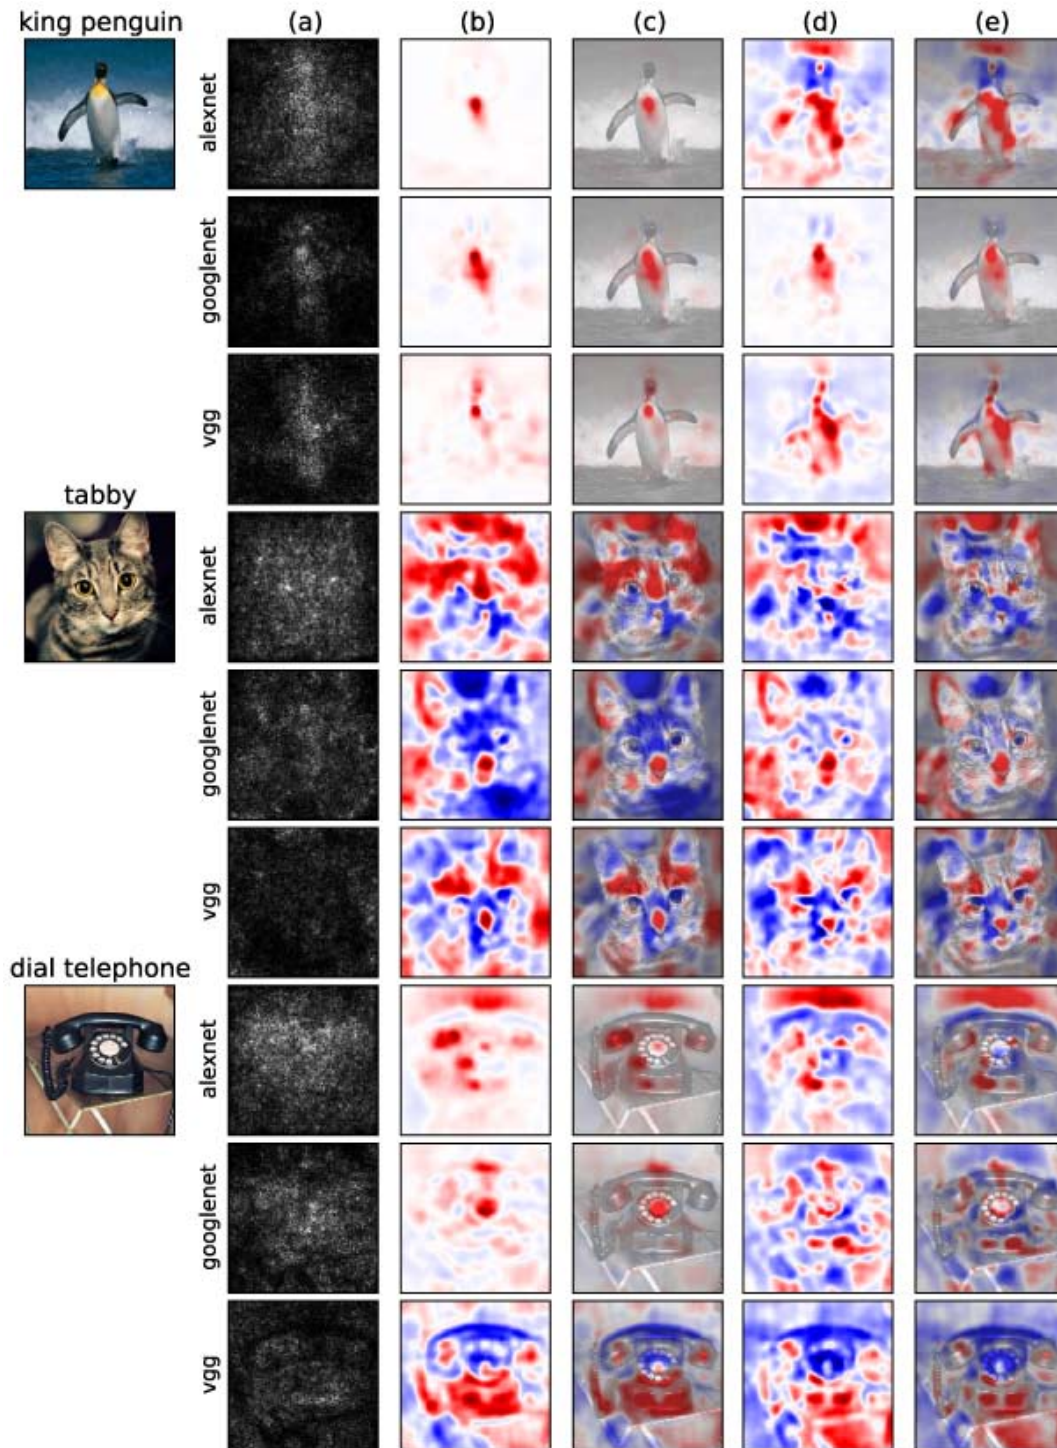 king penguin (a) (b) (c) (d) (e)
alexnet
googlenet
vgg
tabby
alexnet
googlenet
vgg
dial telephone
alexnet
googlenet
vgg